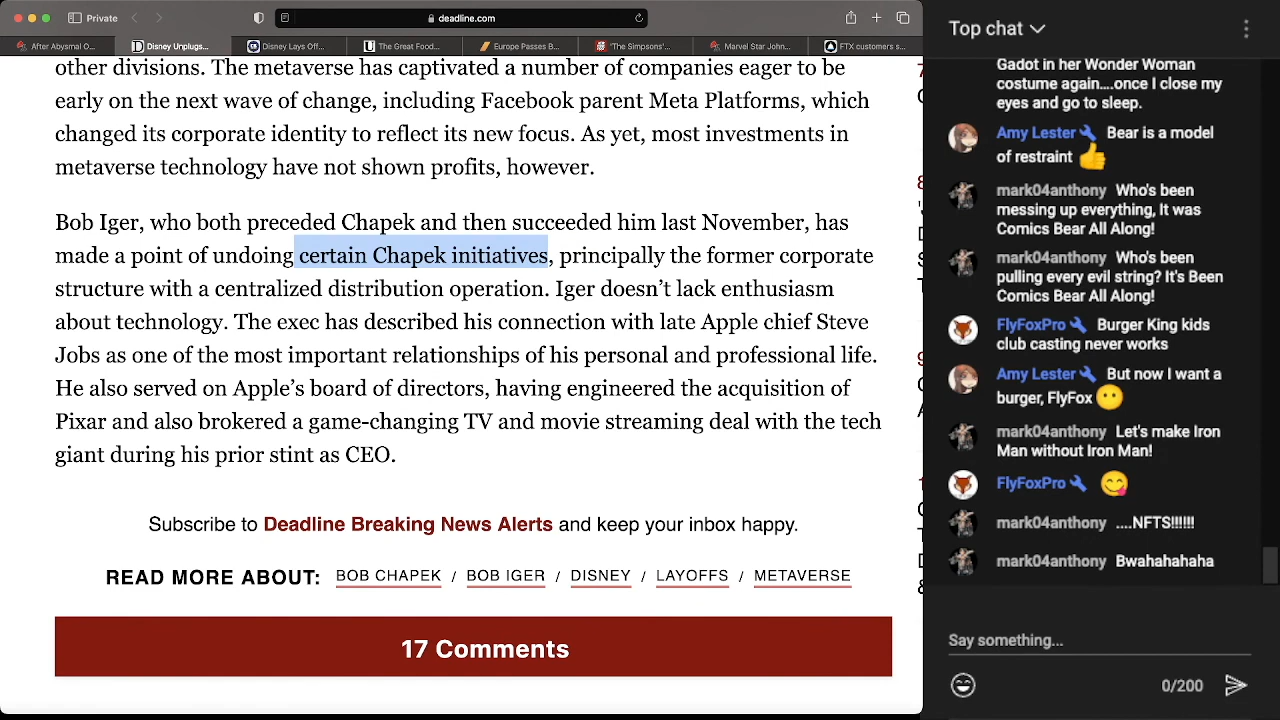 Private
deadline.com
After Abysmal O...
Disney Unplugs...
Disney Lays Off...
The Great Food...
Europe Passes B...
"The Simpsons'...
Marvel Star John...
FTX customers s...
other divisions. The metaverse has captivated a number of companies eager to be
early on the next wave of change, including Facebook parent Meta Platforms, which
changed its corporate identity to reflect its new focus. As yet, most investments in
metaverse technology have not shown profits, however.
Bob Iger, who both preceded Chapek and then succeeded him last November, has
made a point of undoing certain Chapek initiatives, principally the former corporate
structure with a centralized distribution operation. Iger doesn’t lack enthusiasm
about technology. The exec has described his connection with late Apple chief Steve
Jobs as one of the most important relationships of his personal and professional life.
He also served on Apple’s board of directors, having engineered the acquisition of
Pixar and also brokered a game-changing TV and movie streaming deal with the tech
giant during his prior stint as CEO.
Subscribe to Deadline Breaking News Alerts and keep your inbox happy.
READ MORE ABOUT: BOB CHAPEK / BOB IGER / DISNEY / LAYOFFS / METAVERSE
17 Comments
Top chat
Gadot in her Wonder Woman
costume again....once I close my
eyes and go to sleep.
Amy Lester Bear is a model
of restraint 👍
mark04anthony Who's been
messing up everything, It was
Comics Bear All Along!
mark04anthony Who's been
pulling every evil string? It's Been
Comics Bear All Along!
FlyFoxPro Burger King kids
club casting never works
Amy Lester But now I want a
burger, FlyFox 😶
mark04anthony Let's make Iron
Man without Iron Man!
FlyFoxPro 😋
mark04anthony ....NFTS!!!!!!
mark04anthony Bwahahahaha
Say something...
0/200